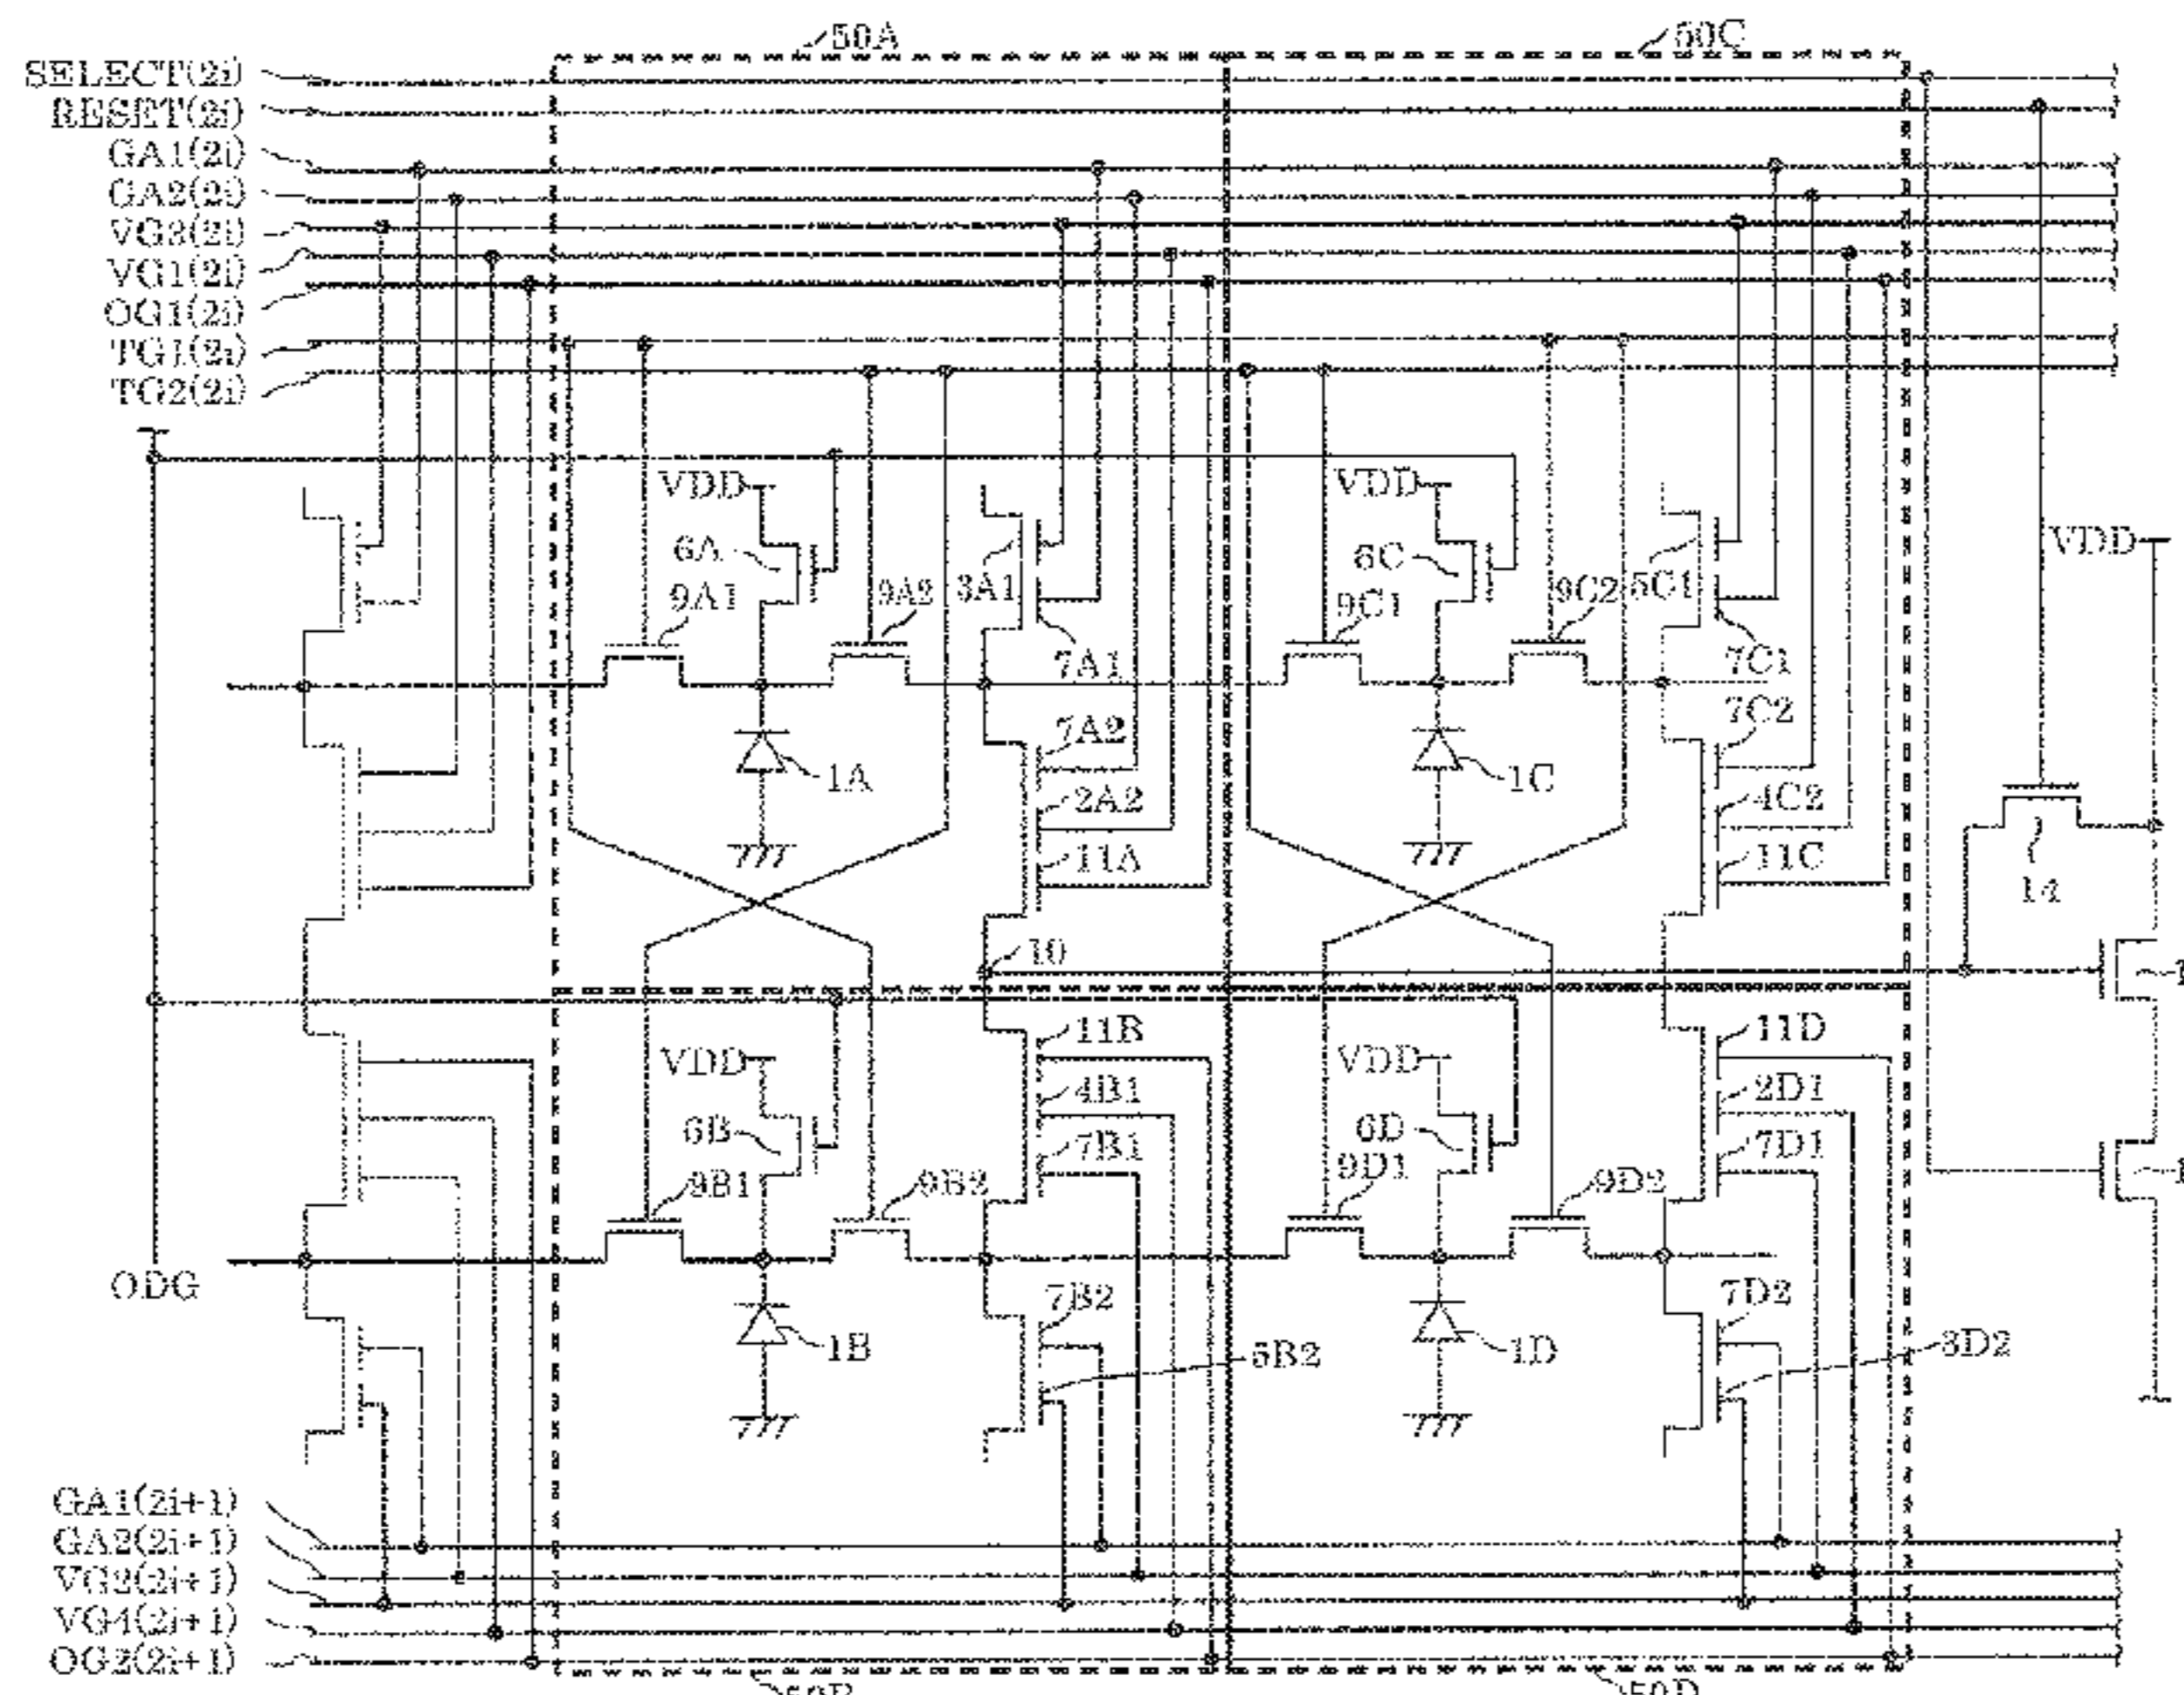 50A
50C
SELECT(2i)
RESET(2i)
GA1(2i)
GA2(2i)
VG3(2i)
VG1(2i)
OG1(2i)
TG1(2i)
TG2(2i)
VDD
VDD
VDD
6A
3A1
6C
5C1
9A1
9A2
9C1
9C2
7A1
7C1
7A2
7C2
1A
2A2
1C
4C2
11A
11C
14
10
11B
11D
VDD
VDD
4B1
2D1
6B
7B1
6D
7D1
9B1
9B2
9D1
9D2
ODG
7B2
7D2
1B
5B2
1D
3D2
GA1(2i+1)
GA2(2i+1)
VG2(2i+1)
VG4(2i+1)
OG2(2i+1)
50B
50D